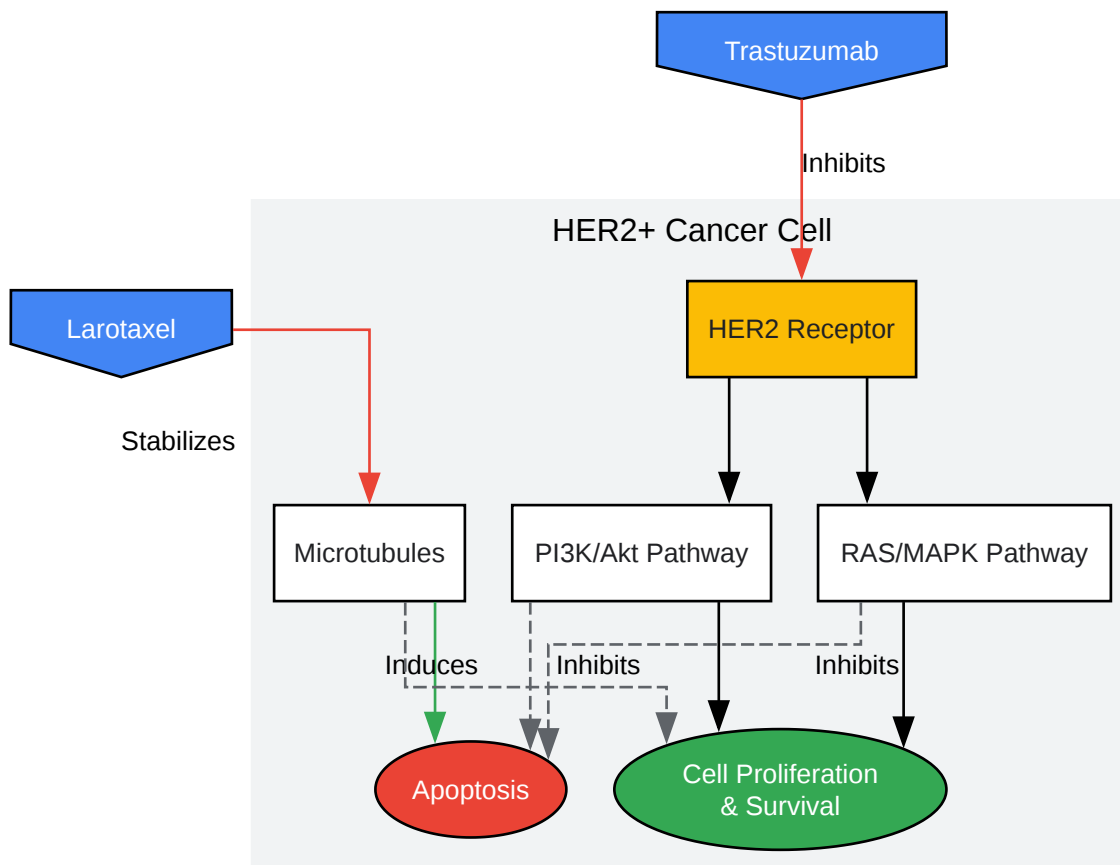 Trastuzumab
Inhibits
HER2+ Cancer Cell
Larotaxel
HER2 Receptor
Stabilizes
Microtubules
PI3K/Akt Pathway
RAS/MAPK Pathway
Induces
Inhibits
Inhibits
Apoptosis
Cell Proliferation
& Survival